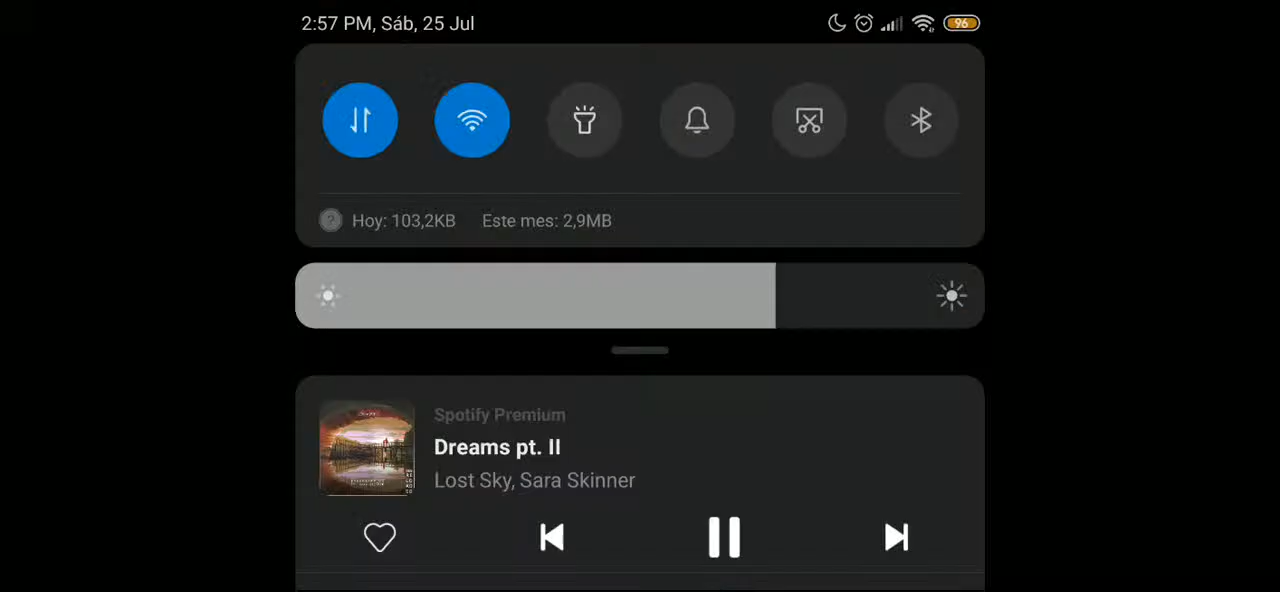 2:57 PM, Sáb, 25 Jul
96
Hoy: 103,2KB Este mes: 2,9MB
Spotify Premium
Dreams pt. II
Lost Sky, Sara Skinner